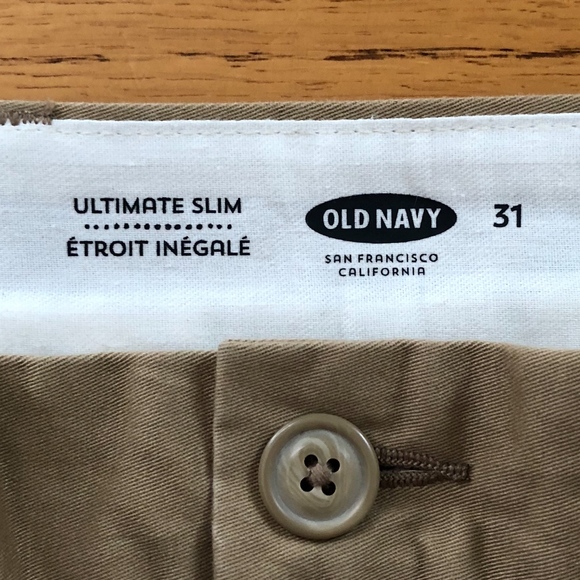 ULTIMATE SLIM
ÉTROIT INÉGALÉ
OLD NAVY
SAN FRANCISCO
CALIFORNIA
31